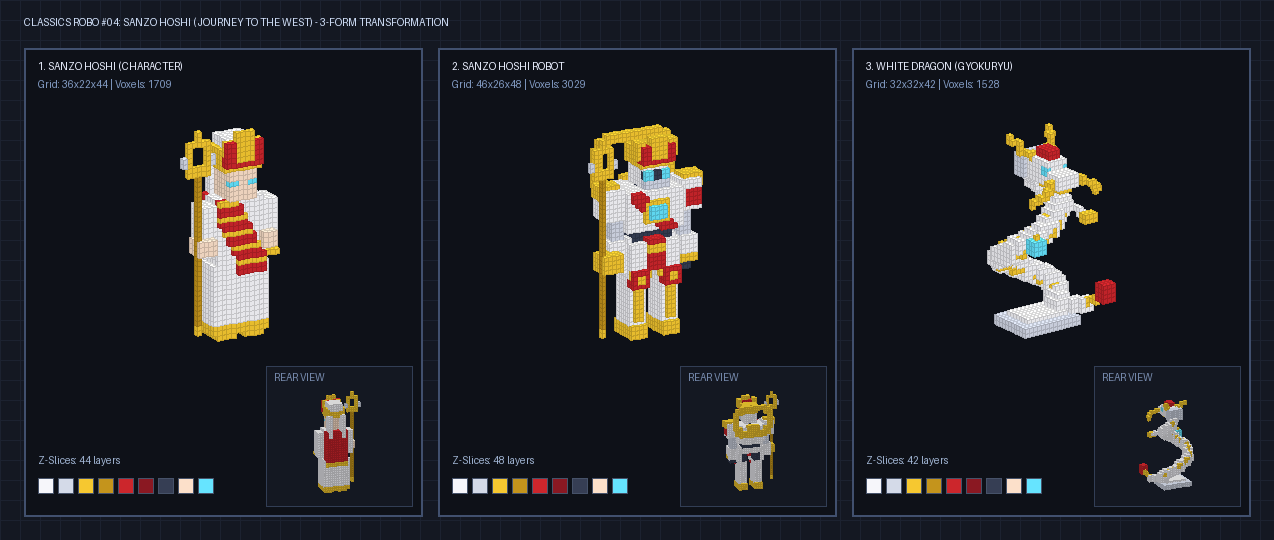 CLASSICS ROBO #04: SANZO HOSHI (JOURNEY TO THE WEST) - 3-FORM TRANSFORMATION
1. SANZO HOSHI (CHARACTER)
Grid: 36x22x44 | Voxels: 1709
REAR VIEW
Z-Slices: 44 layers
2. SANZO HOSHI ROBOT
Grid: 46x26x48 | Voxels: 3029
REAR VIEW
Z-Slices: 48 layers
3. WHITE DRAGON (GYOKURYU)
Grid: 32x32x42 | Voxels: 1528
REAR VIEW
Z-Slices: 42 layers